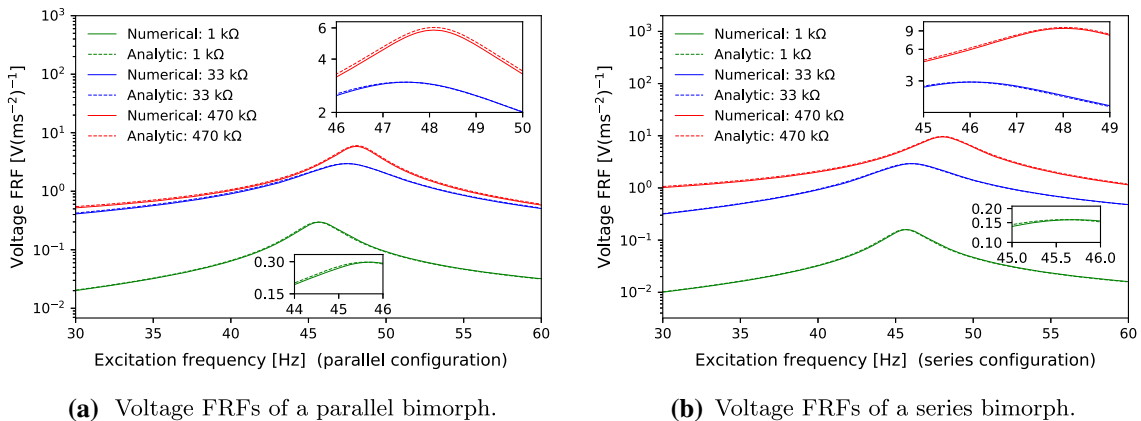 Voltage FRF [V(ms⁻²)⁻¹]
10³
10²
10¹
10⁰
10⁻¹
10⁻²
Numerical: 1 kΩ
Analytic: 1 kΩ
Numerical: 33 kΩ
Analytic: 33 kΩ
Numerical: 470 kΩ
Analytic: 470 kΩ
6
4
2
46 47 48 49 50
0.30
0.15
44 45 46
30 35 40 45 50 55 60
Excitation frequency [Hz] (parallel configuration)
(a) Voltage FRFs of a parallel bimorph.
Voltage FRF [V(ms⁻²)⁻¹]
10³
10²
10¹
10⁰
10⁻¹
10⁻²
Numerical: 1 kΩ
Analytic: 1 kΩ
Numerical: 33 kΩ
Analytic: 33 kΩ
Numerical: 470 kΩ
Analytic: 470 kΩ
9
6
3
45 46 47 48 49
0.20
0.15
0.10
45.0 45.5 46.0
30 35 40 45 50 55 60
Excitation frequency [Hz] (series configuration)
(b) Voltage FRFs of a series bimorph.